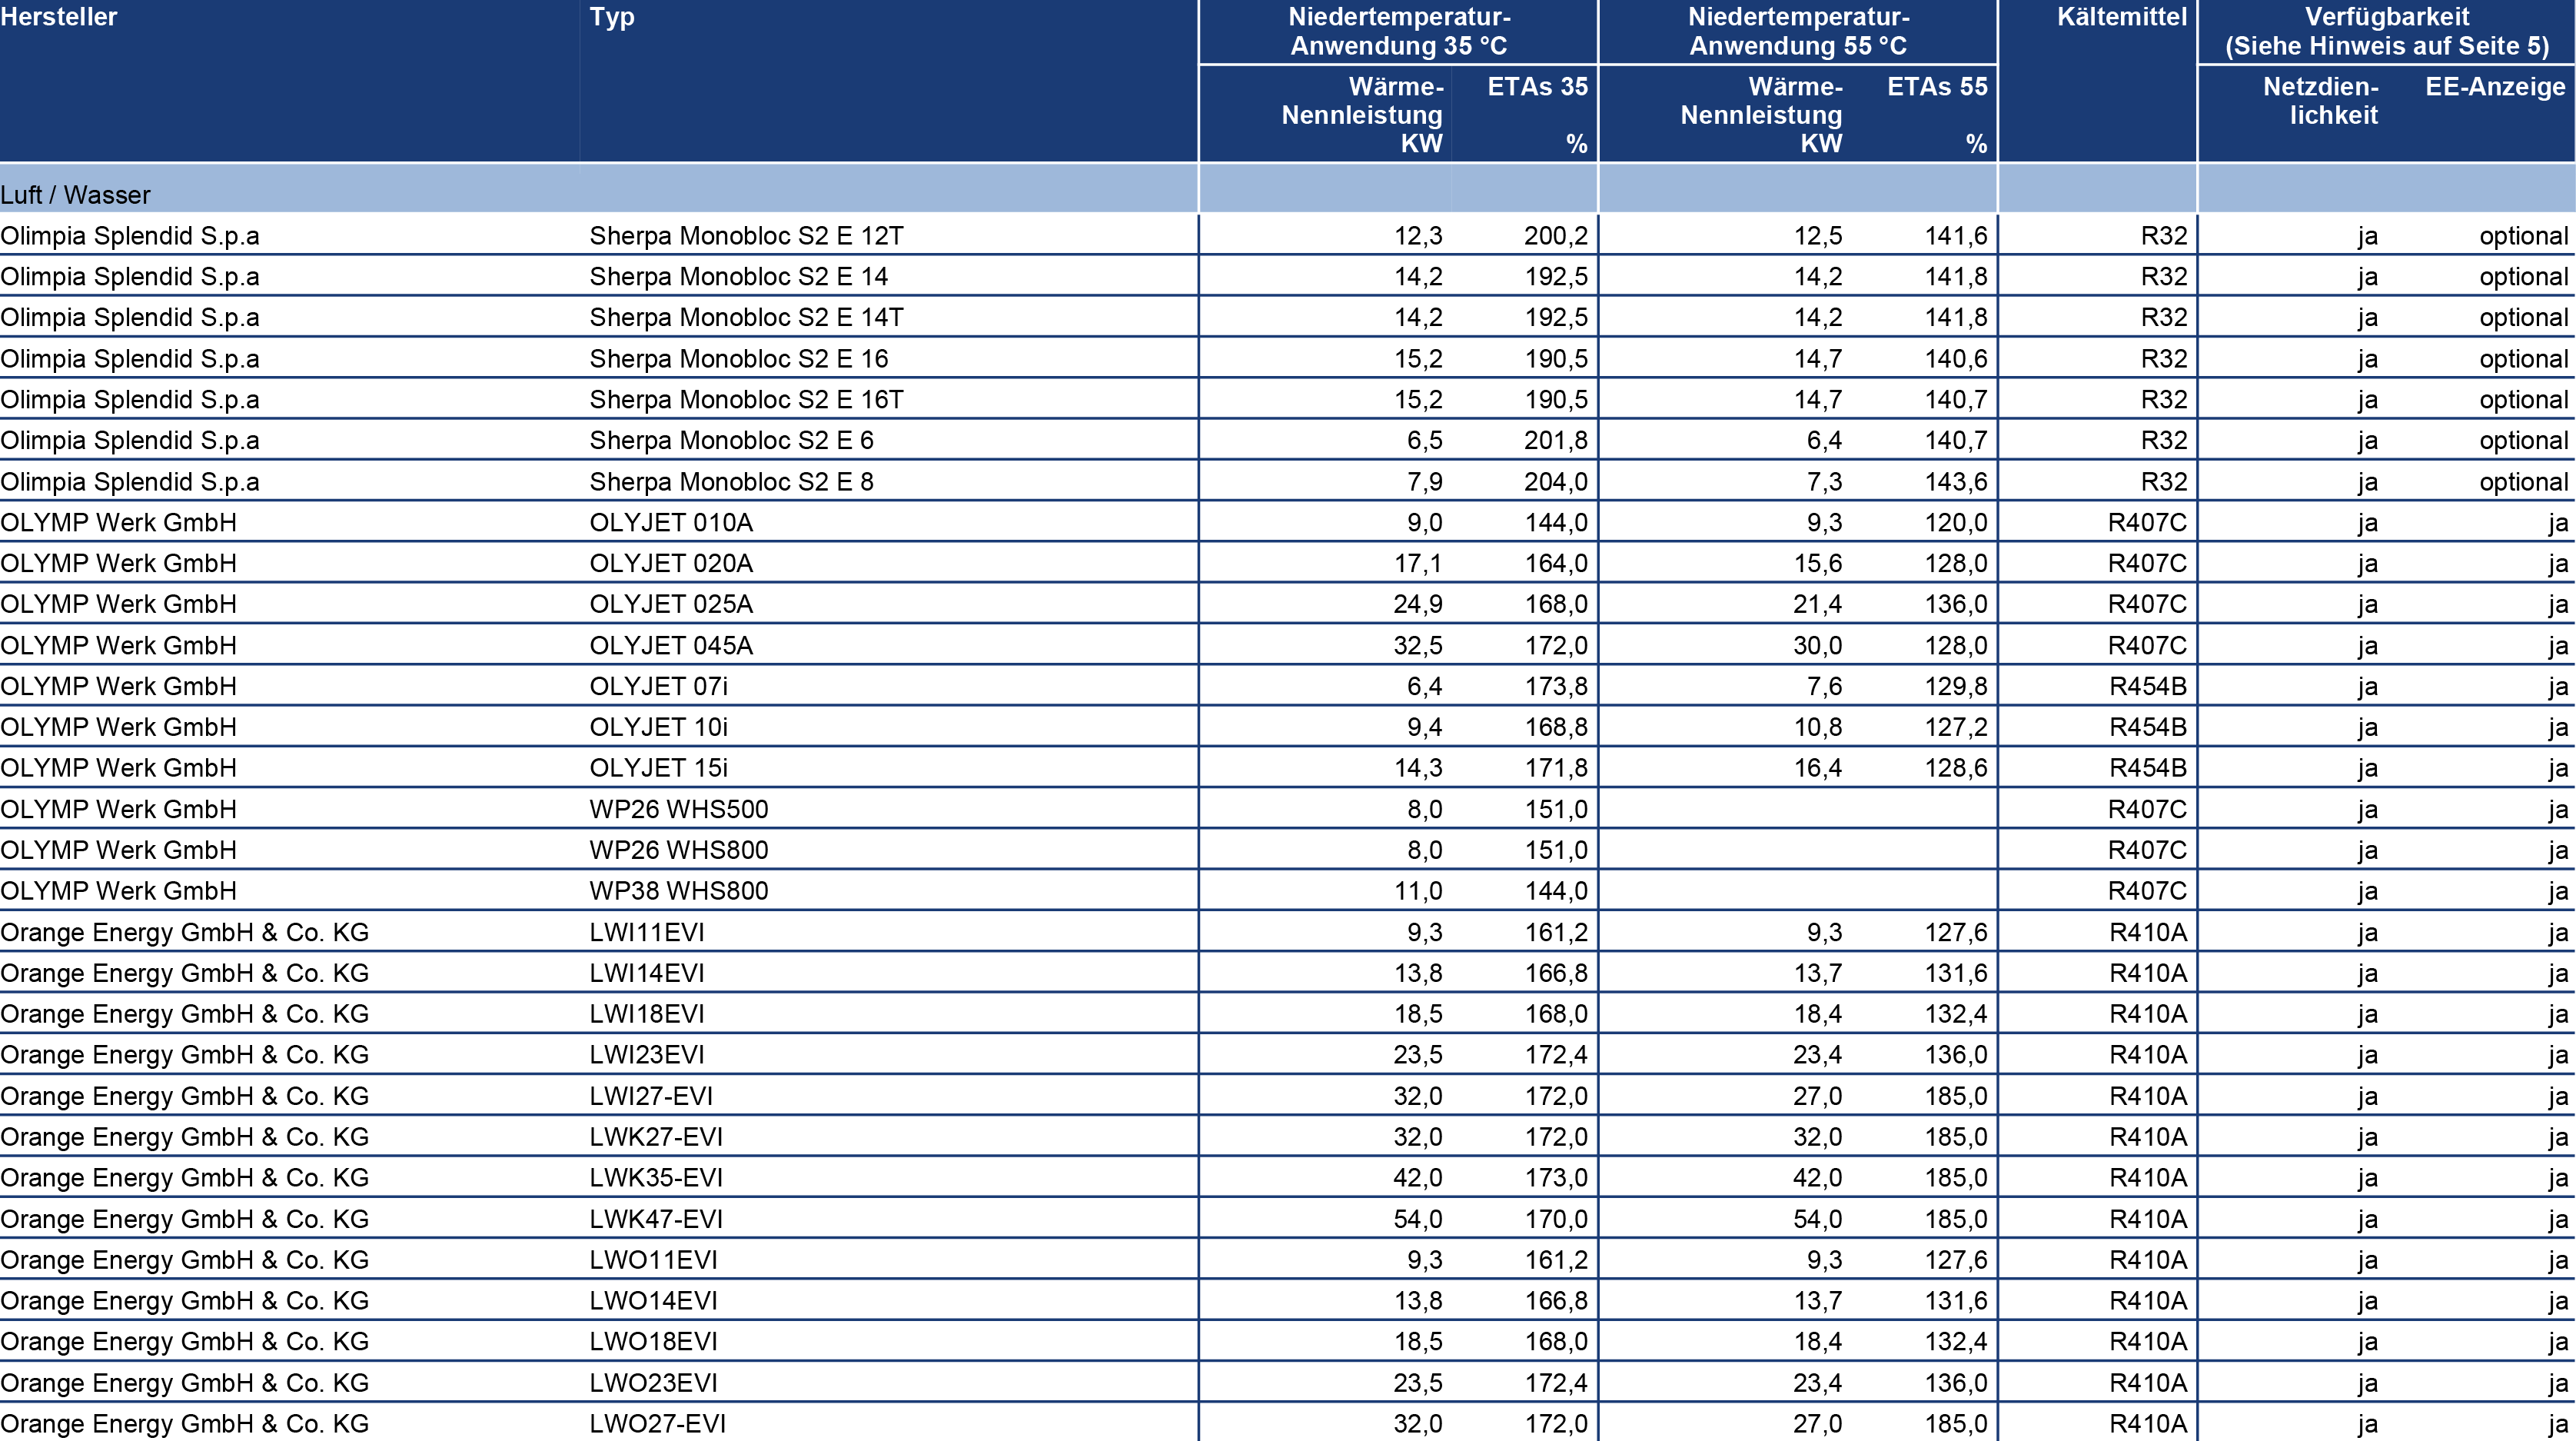 Hersteller Typ Niedertemperatur- Niedertemperatur- Kältemittel Verfügbarkeit
Anwendung 35 °C Anwendung 55 °C (Siehe Hinweis auf Seite 5)
Wärme- ETAs 35 Wärme- ETAs 55 Netzdien- EE-Anzeige
Nennleistung Nennleistung lichkeit
KW % KW %
Luft / Wasser
Olimpia Splendid S.p.a Sherpa Monobloc S2 E 12T 12,3 200,2 12,5 141,6 R32 ja optional
Olimpia Splendid S.p.a Sherpa Monobloc S2 E 14 14,2 192,5 14,2 141,8 R32 ja optional
Olimpia Splendid S.p.a Sherpa Monobloc S2 E 14T 14,2 192,5 14,2 141,8 R32 ja optional
Olimpia Splendid S.p.a Sherpa Monobloc S2 E 16 15,2 190,5 14,7 140,6 R32 ja optional
Olimpia Splendid S.p.a Sherpa Monobloc S2 E 16T 15,2 190,5 14,7 140,7 R32 ja optional
Olimpia Splendid S.p.a Sherpa Monobloc S2 E 6 6,5 201,8 6,4 140,7 R32 ja optional
Olimpia Splendid S.p.a Sherpa Monobloc S2 E 8 7,9 204,0 7,3 143,6 R32 ja optional
OLYMP Werk GmbH OLYJET 010A 9,0 144,0 9,3 120,0 R407C ja ja
OLYMP Werk GmbH OLYJET 020A 17,1 164,0 15,6 128,0 R407C ja ja
OLYMP Werk GmbH OLYJET 025A 24,9 168,0 21,4 136,0 R407C ja ja
OLYMP Werk GmbH OLYJET 045A 32,5 172,0 30,0 128,0 R407C ja ja
OLYMP Werk GmbH OLYJET 07i 6,4 173,8 7,6 129,8 R454B ja ja
OLYMP Werk GmbH OLYJET 10i 9,4 168,8 10,8 127,2 R454B ja ja
OLYMP Werk GmbH OLYJET 15i 14,3 171,8 16,4 128,6 R454B ja ja
OLYMP Werk GmbH WP26 WHS500 8,0 151,0 R407C ja ja
OLYMP Werk GmbH WP26 WHS800 8,0 151,0 R407C ja ja
OLYMP Werk GmbH WP38 WHS800 11,0 144,0 R407C ja ja
Orange Energy GmbH & Co. KG LWI11EVI 9,3 161,2 9,3 127,6 R410A ja ja
Orange Energy GmbH & Co. KG LWI14EVI 13,8 166,8 13,7 131,6 R410A ja ja
Orange Energy GmbH & Co. KG LWI18EVI 18,5 168,0 18,4 132,4 R410A ja ja
Orange Energy GmbH & Co. KG LWI23EVI 23,5 172,4 23,4 136,0 R410A ja ja
Orange Energy GmbH & Co. KG LWI27-EVI 32,0 172,0 27,0 185,0 R410A ja ja
Orange Energy GmbH & Co. KG LWK27-EVI 32,0 172,0 32,0 185,0 R410A ja ja
Orange Energy GmbH & Co. KG LWK35-EVI 42,0 173,0 42,0 185,0 R410A ja ja
Orange Energy GmbH & Co. KG LWK47-EVI 54,0 170,0 54,0 185,0 R410A ja ja
Orange Energy GmbH & Co. KG LWO11EVI 9,3 161,2 9,3 127,6 R410A ja ja
Orange Energy GmbH & Co. KG LWO14EVI 13,8 166,8 13,7 131,6 R410A ja ja
Orange Energy GmbH & Co. KG LWO18EVI 18,5 168,0 18,4 132,4 R410A ja ja
Orange Energy GmbH & Co. KG LWO23EVI 23,5 172,4 23,4 136,0 R410A ja ja
Orange Energy GmbH & Co. KG LWO27-EVI 32,0 172,0 27,0 185,0 R410A ja ja